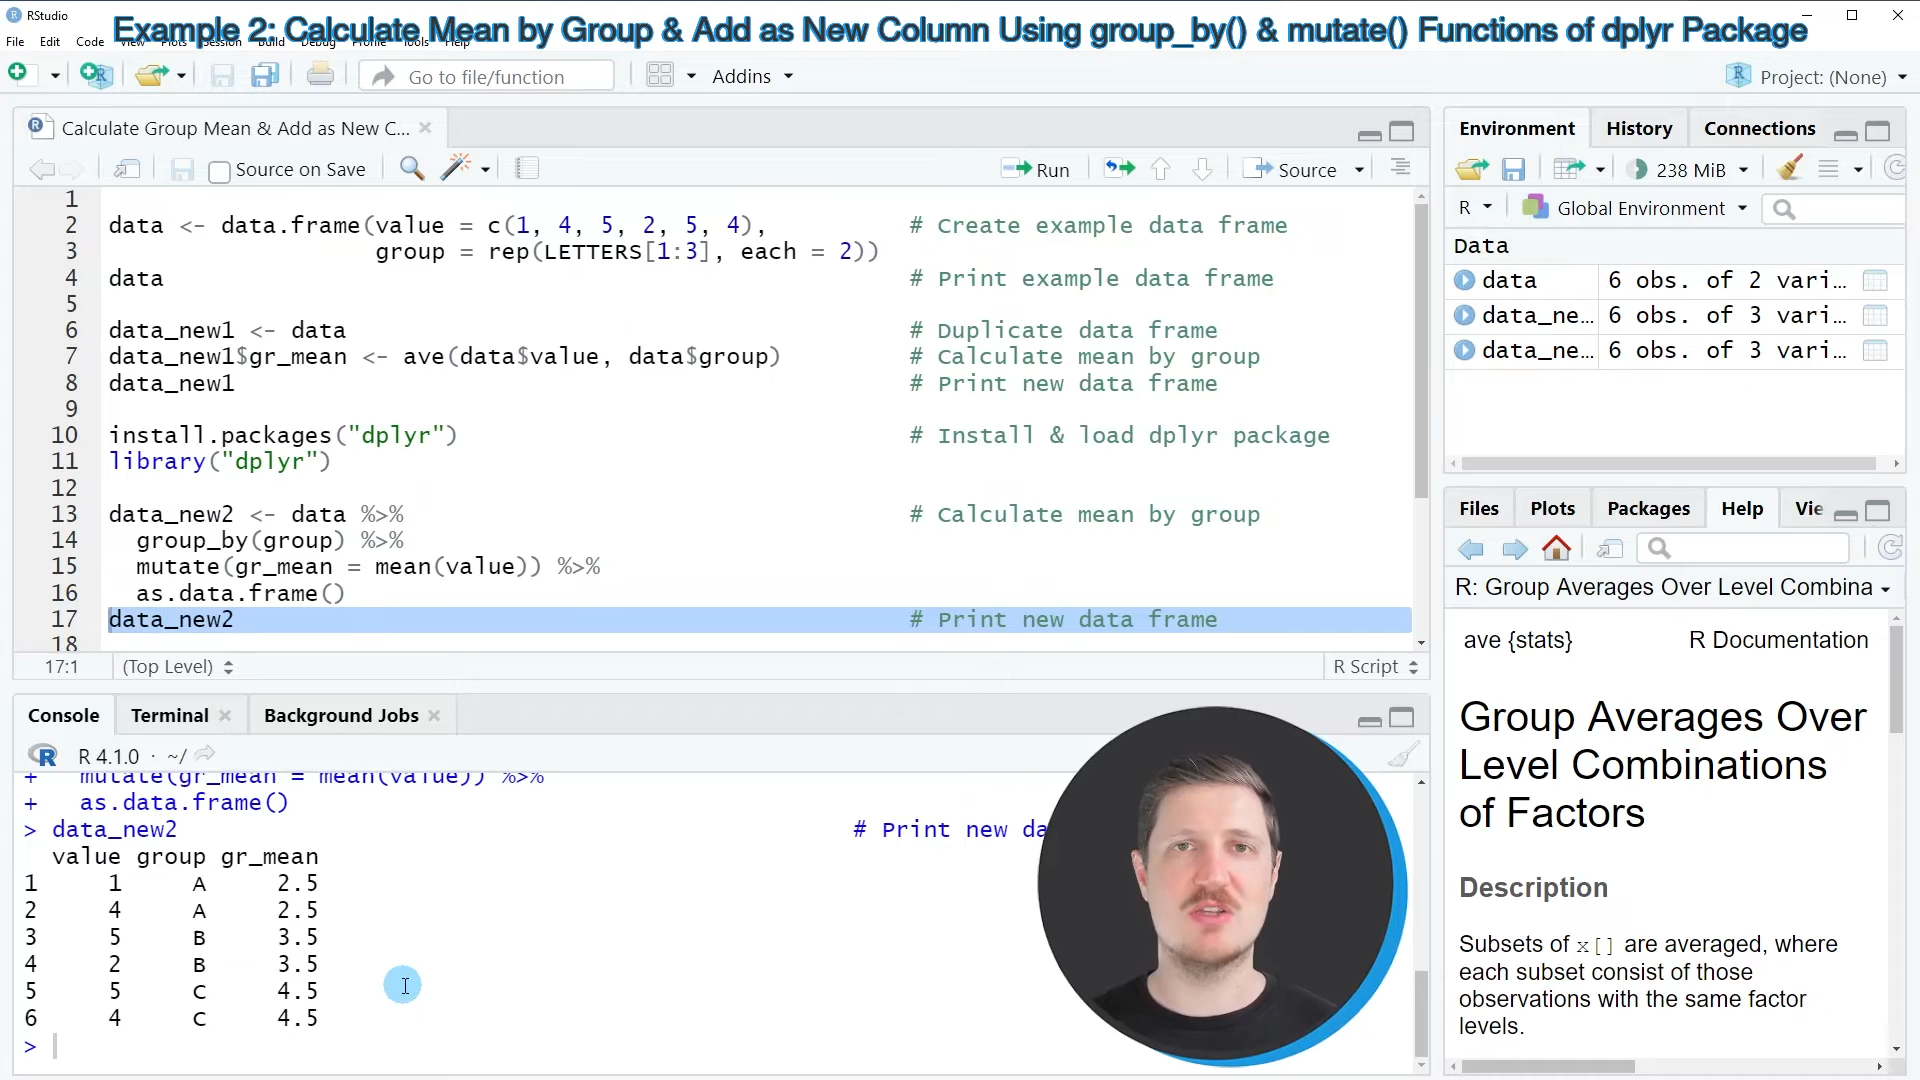 RStudio
Example 2: Calculate Mean by Group & Add as New Column Using group_by() & mutate() Functions of dplyr Package
File Edit Code View Plots Session Build Debug Profile Tools Help
Go to file/function
Addins
Project: (None)
Calculate Group Mean & Add as New C...
Source on Save
Run
Source
1
2 data <- data.frame(value = c(1, 4, 5, 2, 5, 4), # Create example data frame
3 group = rep(LETTERS[1:3], each = 2))
4 data # Print example data frame
5
6 data_new1 <- data # Duplicate data frame
7 data_new1$gr_mean <- ave(data$value, data$group) # Calculate mean by group
8 data_new1 # Print new data frame
9
10 install.packages("dplyr") # Install & load dplyr package
11 library("dplyr")
12
13 data_new2 <- data %>% # Calculate mean by group
14 group_by(group) %>%
15 mutate(gr_mean = mean(value)) %>%
16 as.data.frame()
17 data_new2 # Print new data frame
18
17:1 (Top Level) R Script
Console Terminal Background Jobs
R 4.1.0 · ~/
+ mutate(gr_mean = mean(value)) %>%
+ as.data.frame()
> data_new2 # Print new da
value group gr_mean
1 1 A 2.5
2 4 A 2.5
3 5 B 3.5
4 2 B 3.5
5 5 C 4.5
6 4 C 4.5
>
Environment History Connections
238 MiB
R Global Environment
Data
data 6 obs. of 2 vari...
data_ne... 6 obs. of 3 vari...
data_ne... 6 obs. of 3 vari...
Files Plots Packages Help Vie
R: Group Averages Over Level Combina
ave {stats} R Documentation
Group Averages Over
Level Combinations
of Factors
Description
Subsets of x[] are averaged, where
each subset consist of those
observations with the same factor
levels.